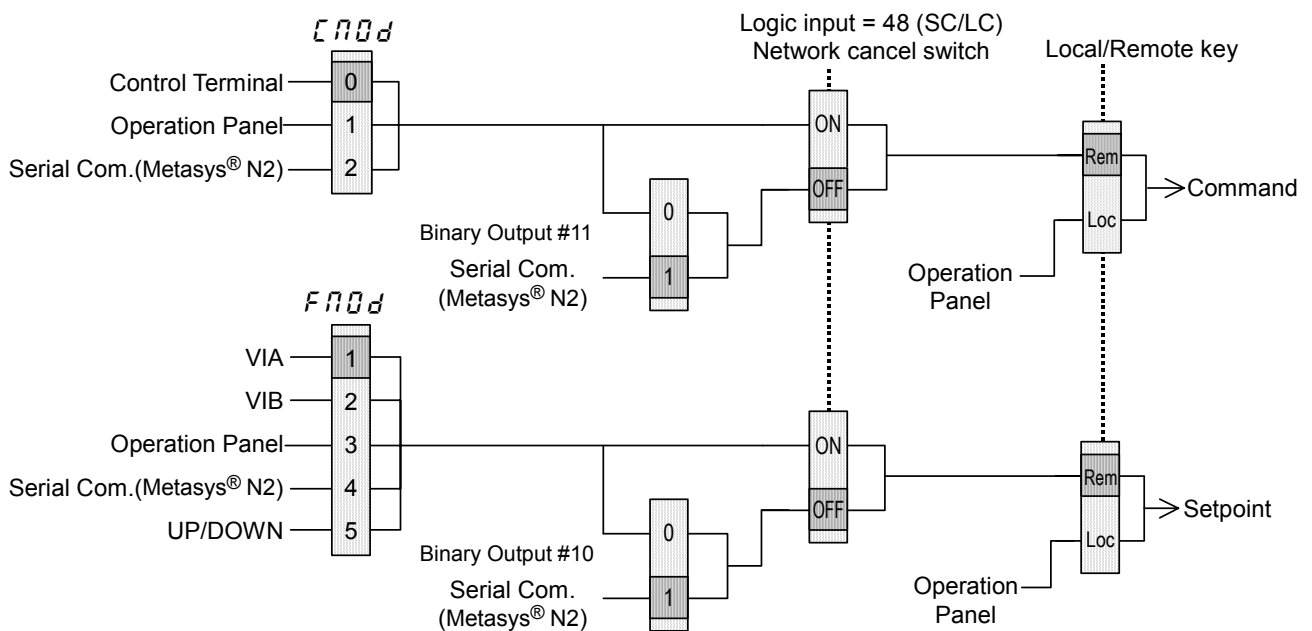 CMOd
Logic input = 48 (SC/LC)
Network cancel switch
Local/Remote key
Control Terminal
0
Operation Panel
1
Serial Com.(Metasys® N2)
2
ON
OFF
Rem
Loc
Command
0
Binary Output #11
Serial Com.
(Metasys® N2)
1
Operation
Panel
FMOd
VIA
1
VIB
2
Operation Panel
3
Serial Com.(Metasys® N2)
4
UP/DOWN
5
ON
OFF
Rem
Loc
Setpoint
0
Binary Output #10
Serial Com.
(Metasys® N2)
1
Operation
Panel